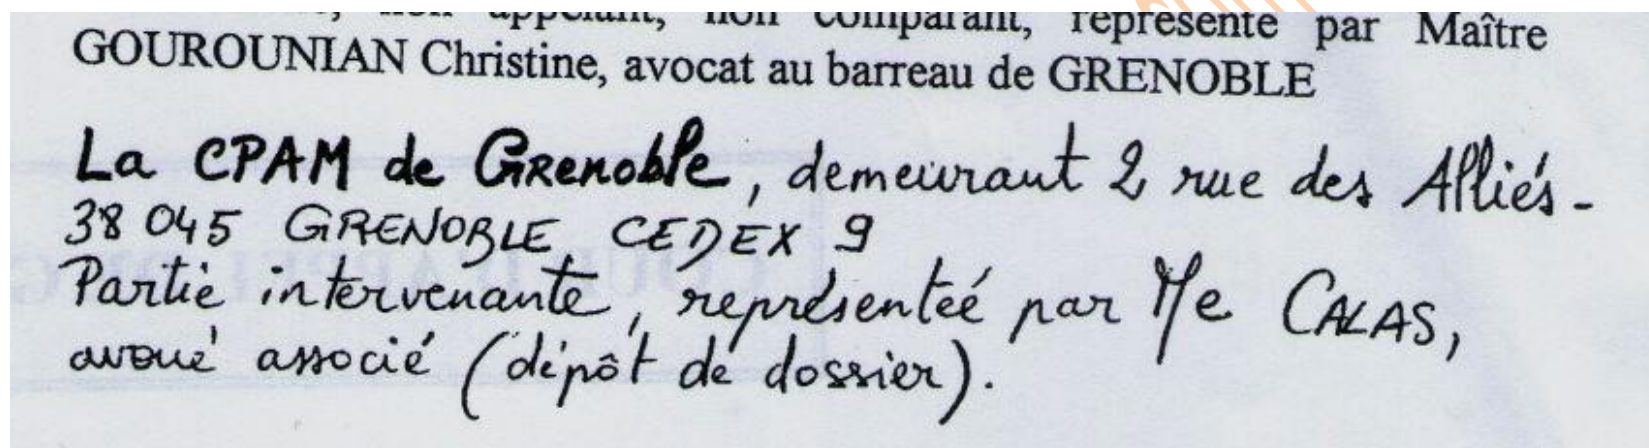 non appelant, non comparant, représenté par Maître
GOUROUNIAN Christine, avocat au barreau de GRENOBLE
La CPAM de Grenoble, demeurant 2 rue des Alliés -
38 045 GRENOBLE CEDEX 9
Partie intervenante, représentée par Me CALAS,
avoué associé (dépôt de dossier).